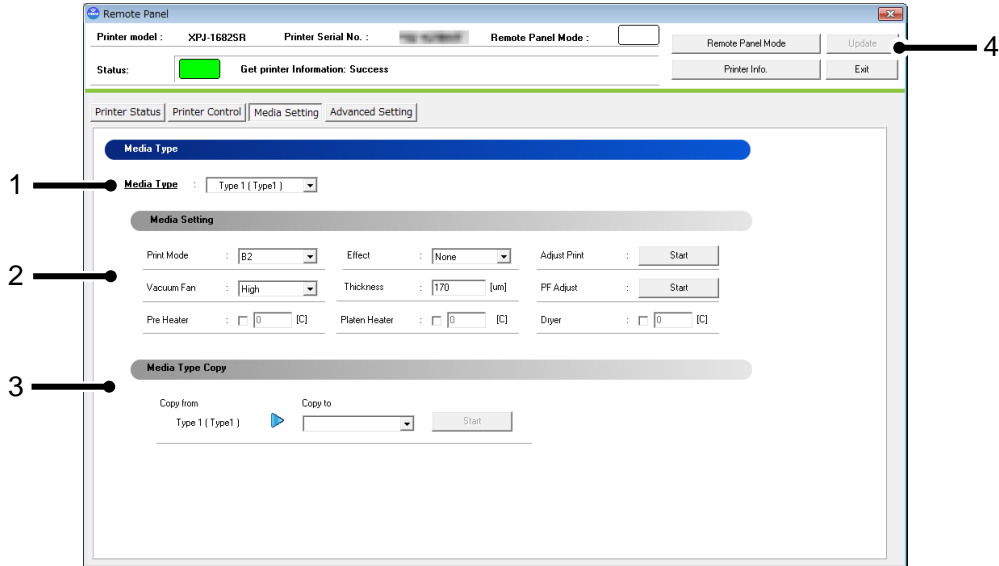 Remote Panel
Printer model : XPJ-1682SR Printer Serial No. : Remote Panel Mode :
Remote Panel Mode Update
4
Status: Get printer Information: Success
Printer Info. Exit
Printer Status Printer Control Media Setting Advanced Setting
Media Type
1
Media Type : Type 1 ( Type1 )
Media Setting
2
Print Mode : B2 Effect : None Adjust Print : Start
Vacuum Fan : High Thickness : 170 [um] PF Adjust : Start
Pre Heater : 0 [C] Platen Heater : 0 [C] Dryer : 0 [C]
3
Media Type Copy
Copy from Copy to
Type 1 ( Type1 ) Start